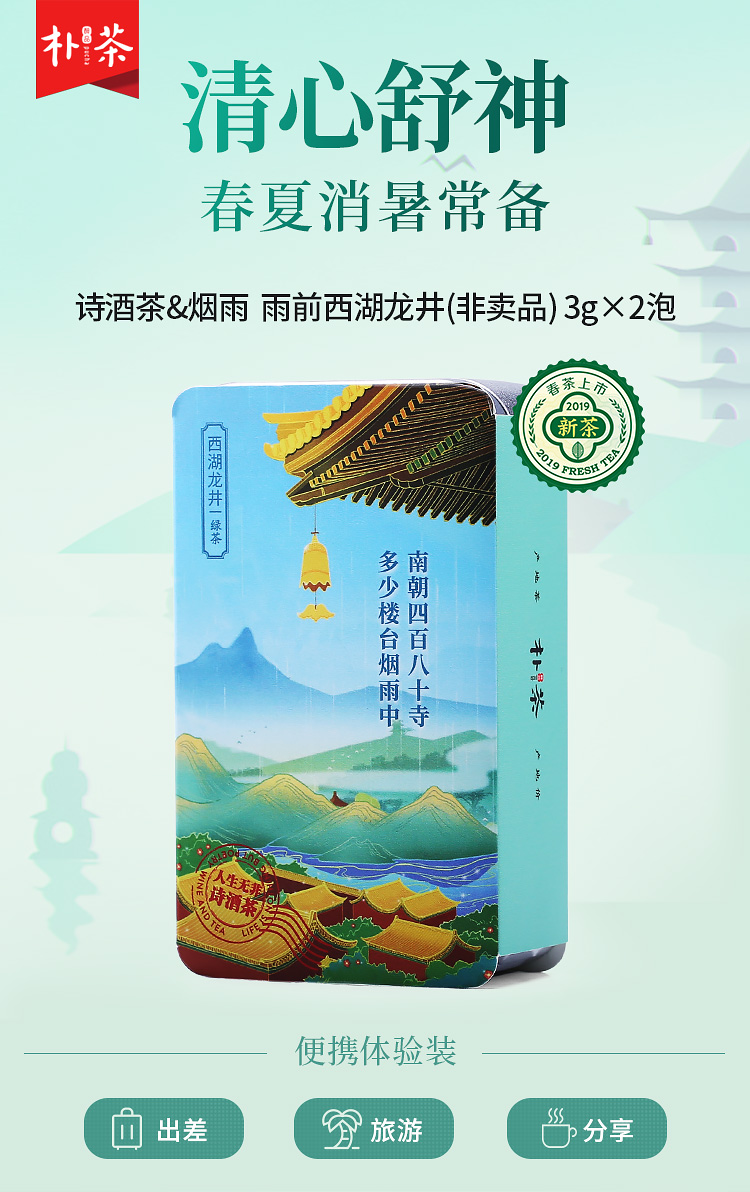 朴茶
清心舒神
春夏消暑常备
诗酒茶&烟雨 雨前西湖龙井(非卖品) 3g×2泡
春茶上市
2019
新茶
2019 FRESH TEA
西湖龙井—绿茶
南朝四百八十寺
多少楼台烟雨中
朴茶
人生无非
诗酒茶
LIFE IS NOTHING BUT POETRY WINE AND TEA
便携体验装
出差
旅游
分享